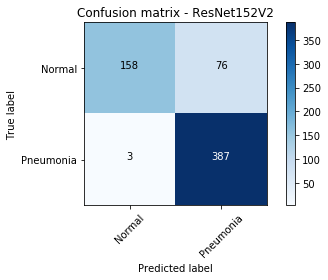 Confusion matrix - ResNet152V2
True label
Normal
158
76
Pneumonia
3
387
Normal
Pneumonia
Predicted label
350
300
250
200
150
100
50